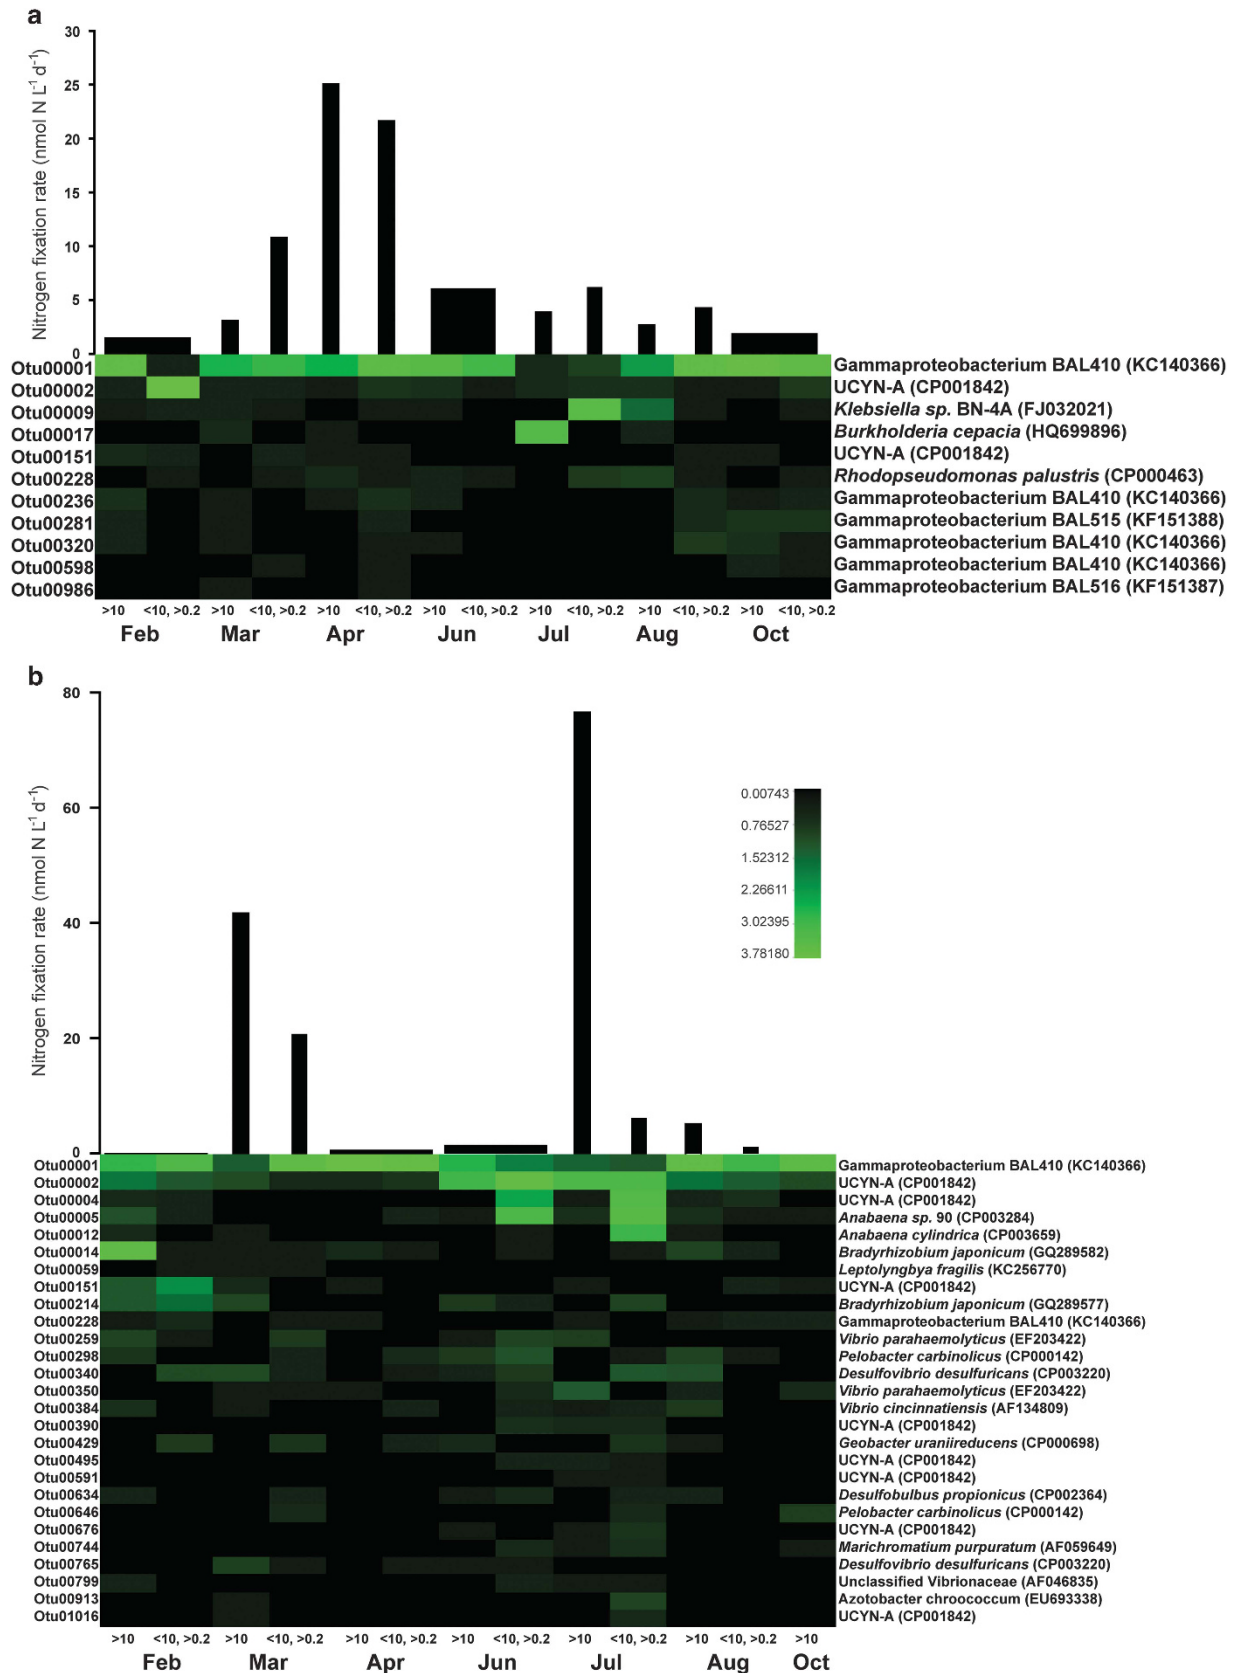 a
Nitrogen fixation rate (nmol N L-1 d-1)
30
25
20
15
10
5
0
Otu00001 Gammaproteobacterium BAL410 (KC140366)
Otu00002 UCYN-A (CP001842)
Otu00009 Klebsiella sp. BN-4A (FJ032021)
Otu00017 Burkholderia cepacia (HQ699896)
Otu00151 UCYN-A (CP001842)
Otu00228 Rhodopseudomonas palustris (CP000463)
Otu00236 Gammaproteobacterium BAL410 (KC140366)
Otu00281 Gammaproteobacterium BAL515 (KF151388)
Otu00320 Gammaproteobacterium BAL410 (KC140366)
Otu00598 Gammaproteobacterium BAL410 (KC140366)
Otu00986 Gammaproteobacterium BAL516 (KF151387)
>10 <10, >0.2 >10 <10, >0.2 >10 <10, >0.2 >10 <10, >0.2 >10 <10, >0.2 >10 <10, >0.2 >10 <10, >0.2
Feb Mar Apr Jun Jul Aug Oct
b
Nitrogen fixation rate (nmol N L-1 d-1)
80
60
40
20
0
0.00743
0.76527
1.52312
2.26611
3.02395
3.78180
Otu00001 Gammaproteobacterium BAL410 (KC140366)
Otu00002 UCYN-A (CP001842)
Otu00004 UCYN-A (CP001842)
Otu00005 Anabaena sp. 90 (CP003284)
Otu00012 Anabaena cylindrica (CP003659)
Otu00014 Bradyrhizobium japonicum (GQ289582)
Otu00059 Leptolyngbya fragilis (KC256770)
Otu00151 UCYN-A (CP001842)
Otu00214 Bradyrhizobium japonicum (GQ289577)
Otu00228 Gammaproteobacterium BAL410 (KC140366)
Otu00259 Vibrio parahaemolyticus (EF203422)
Otu00298 Pelobacter carbinolicus (CP000142)
Otu00340 Desulfovibrio desulfuricans (CP003220)
Otu00350 Vibrio parahaemolyticus (EF203422)
Otu00384 Vibrio cincinnatiensis (AF134809)
Otu00390 UCYN-A (CP001842)
Otu00429 Geobacter uraniireducens (CP000698)
Otu00495 UCYN-A (CP001842)
Otu00591 UCYN-A (CP001842)
Otu00634 Desulfobulbus propionicus (CP002364)
Otu00646 Pelobacter carbinolicus (CP000142)
Otu00676 UCYN-A (CP001842)
Otu00744 Marichromatium purpuratum (AF059649)
Otu00765 Desulfovibrio desulfuricans (CP003220)
Otu00799 Unclassified Vibrionaceae (AF046835)
Otu00913 Azotobacter chroococcum (EU693338)
Otu01016 UCYN-A (CP001842)
>10 <10, >0.2 >10 <10, >0.2 >10 <10, >0.2 >10 <10, >0.2 >10 <10, >0.2 >10 <10, >0.2 >10
Feb Mar Apr Jun Jul Aug Oct